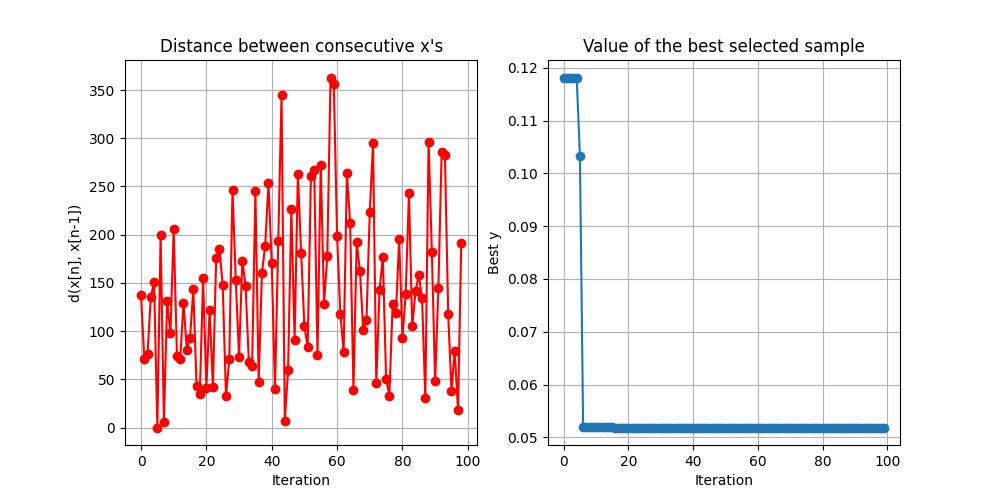 Distance between consecutive x's
d(x[n], x[n-1])
350
300
250
200
150
100
50
0
0 20 40 60 80 100
Iteration
Value of the best selected sample
Best y
0.12
0.11
0.10
0.09
0.08
0.07
0.06
0.05
0 20 40 60 80 100
Iteration